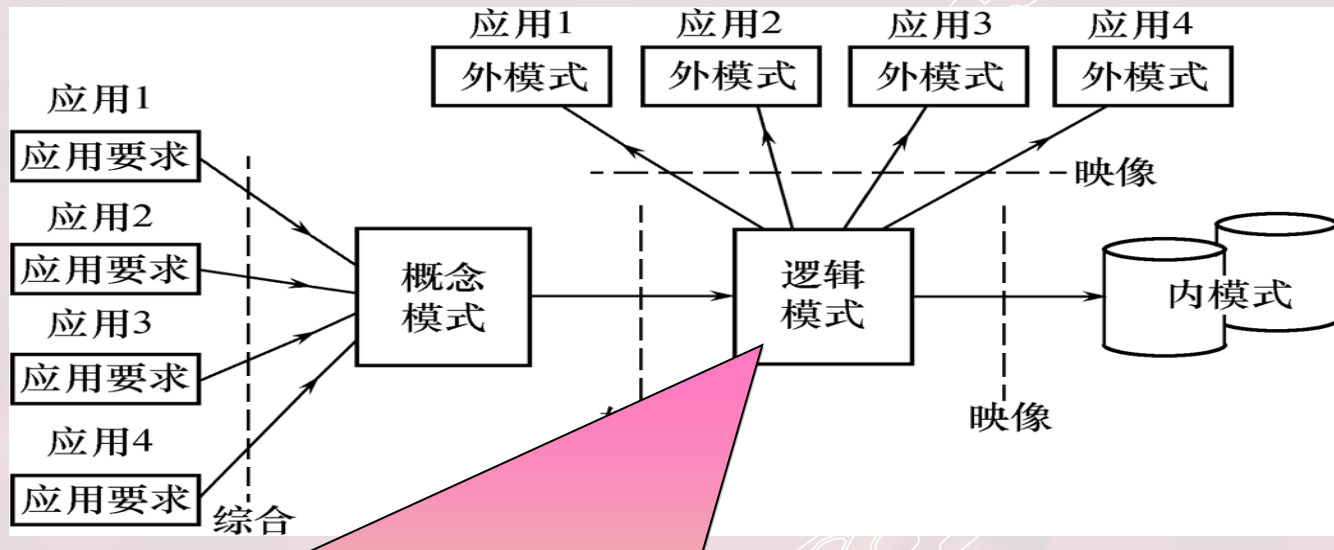 应用1
应用2
应用3
应用4
外模式
外模式
外模式
外模式
映像
应用1
应用要求
应用2
应用要求
应用3
应用要求
应用4
应用要求
综合
概念
模式
逻辑
模式
映像
内模式